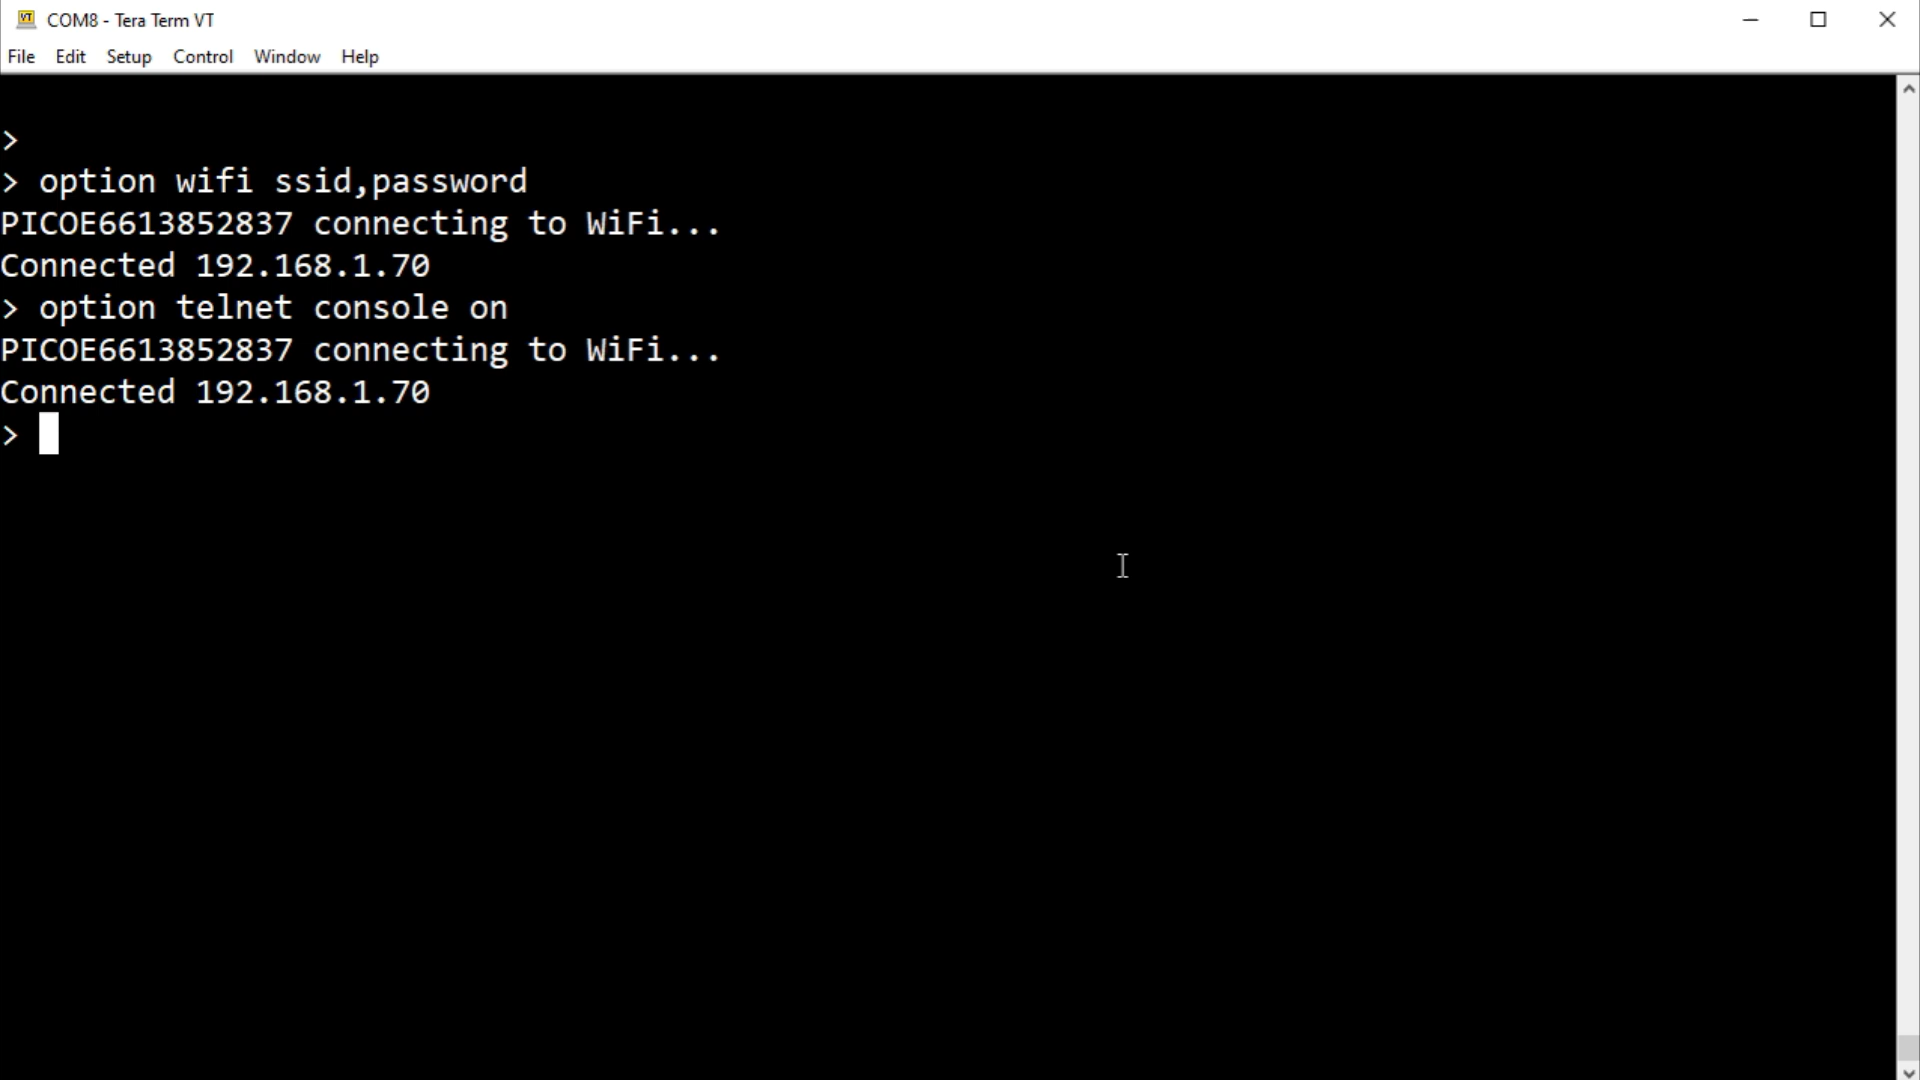 COM8 - Tera Term VT
File Edit Setup Control Window Help
>
> option wifi ssid,password
PICOE6613852837 connecting to WiFi...
Connected 192.168.1.70
> option telnet console on
PICOE6613852837 connecting to WiFi...
Connected 192.168.1.70
>